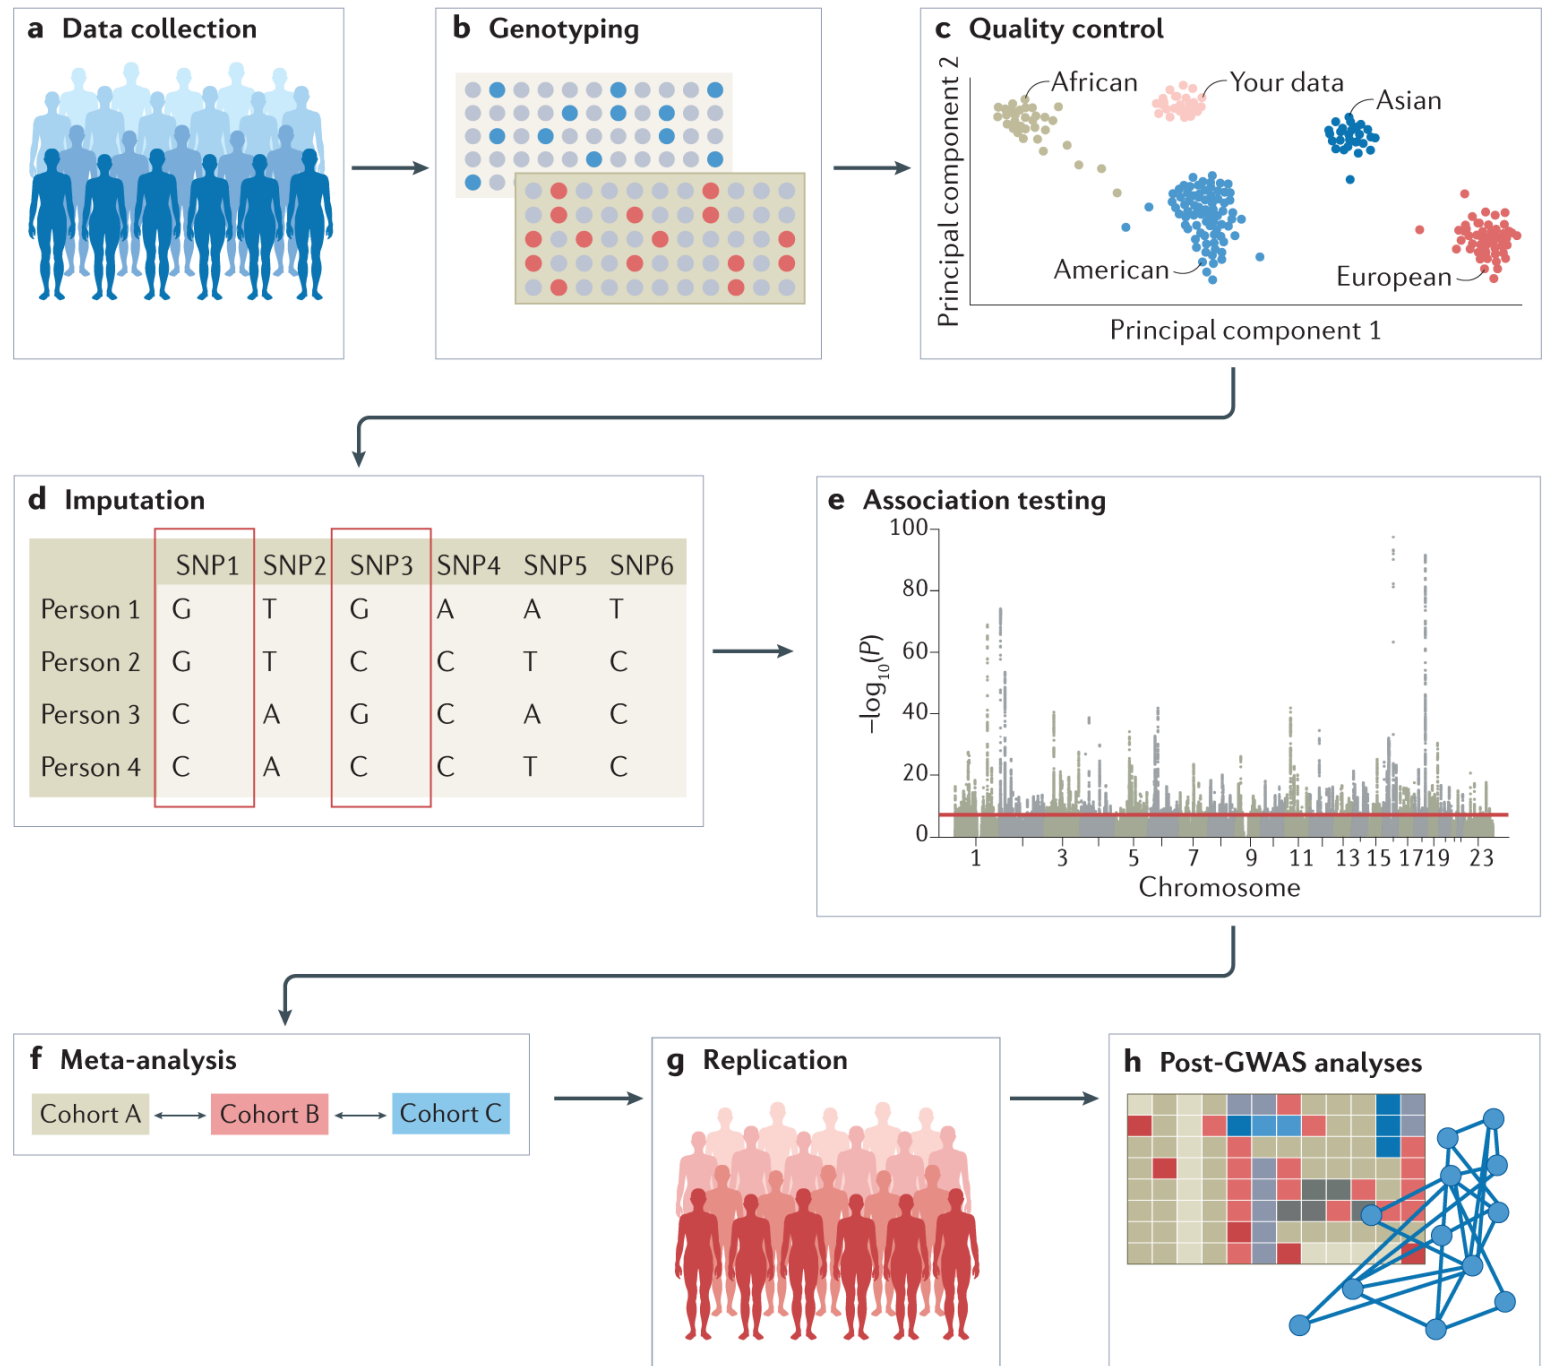 a Data collection
b Genotyping
c Quality control
Principal component 2
African
Your data
Asian
American
European
Principal component 1
d Imputation
SNP1 SNP2 SNP3 SNP4 SNP5 SNP6
Person 1 G T G A A T
Person 2 G T C C T C
Person 3 C A G C A C
Person 4 C A C C T C
e Association testing
100
80
60
40
20
0
–log10(P)
1 3 5 7 9 11 13 15 17 19 23
Chromosome
f Meta-analysis
Cohort A Cohort B Cohort C
g Replication
h Post-GWAS analyses